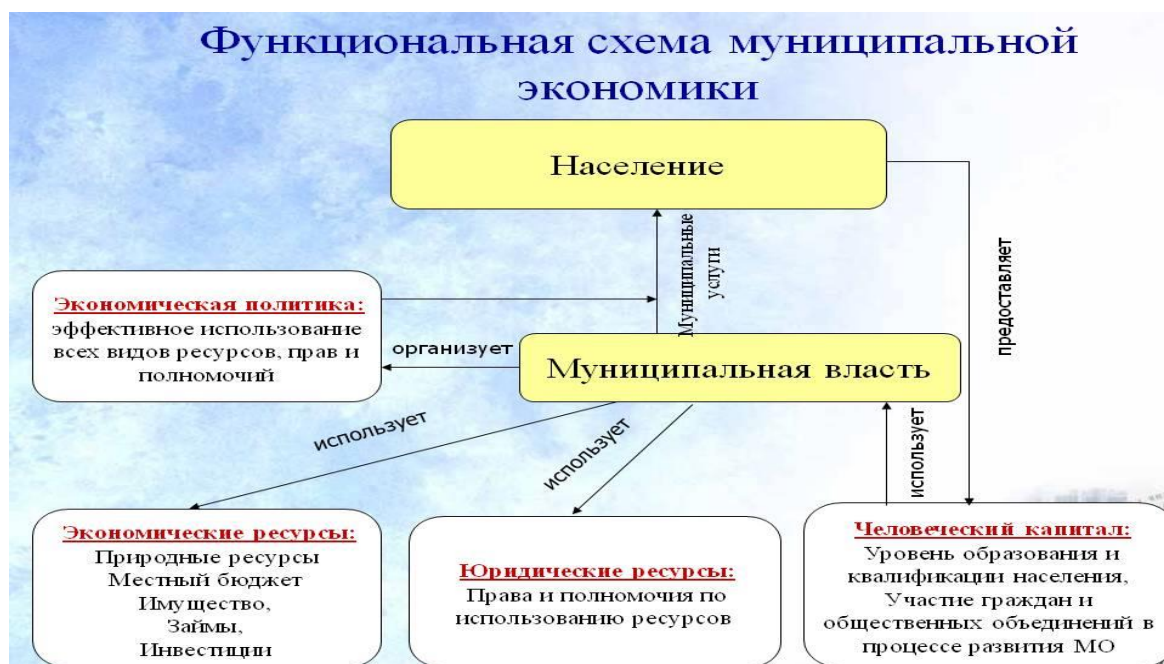 Функциональная схема муниципальной
экономики
Население
Муниципальные
услуги
предоставляет
Экономическая политика:
эффективное использование
всех видов ресурсов, прав и
полномочий
организует
Муниципальная власть
использует
использует
использует
Экономические ресурсы:
Природные ресурсы
Местный бюджет
Имущество,
Займы,
Инвестиции
Юридические ресурсы:
Права и полномочия по
использованию ресурсов
Человеческий капитал:
Уровень образования и
квалификации населения,
Участие граждан и
общественных объединений в
процессе развития МО